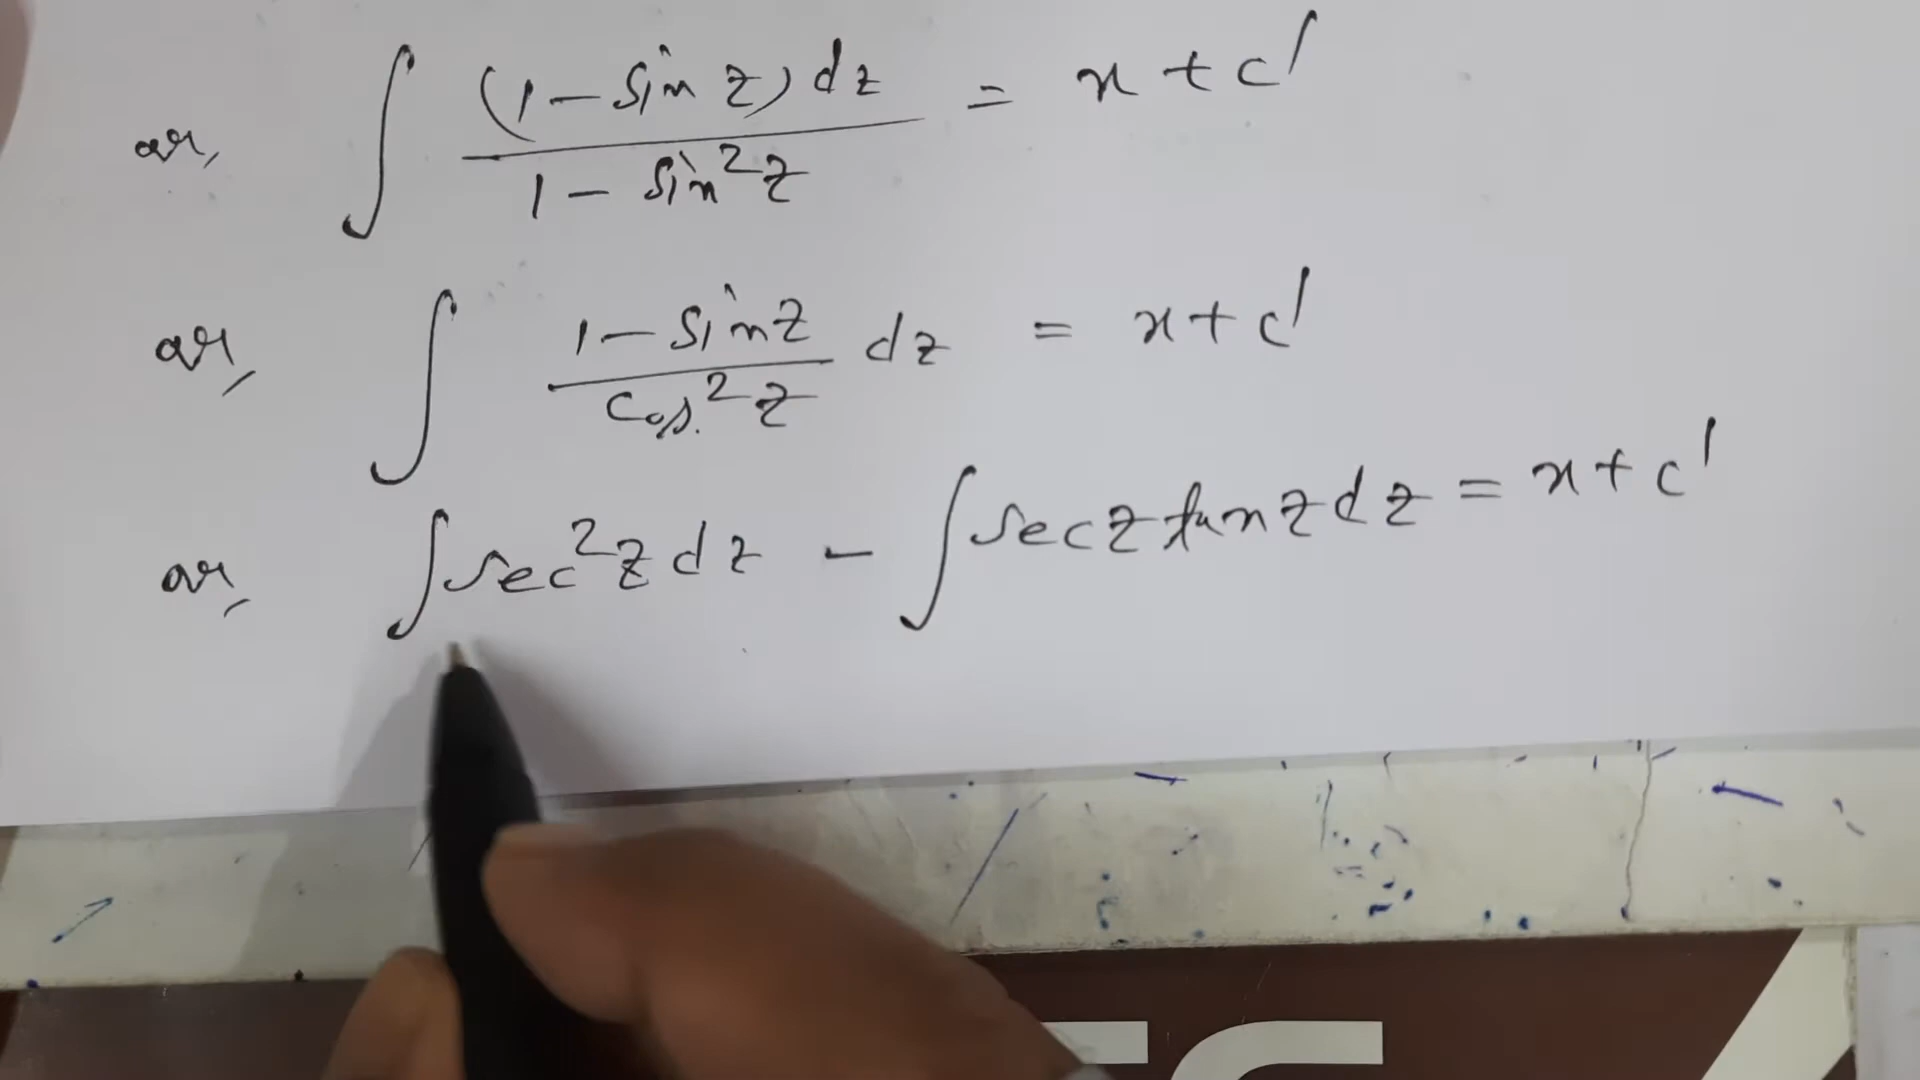 or, ∫ (1 - sin z) dz / 1 - sin²z = x + c'
or, ∫ 1 - sin z / cos²z dz = x + c'
or, ∫ sec²z dz - ∫ sec z tan z dz = x + c'